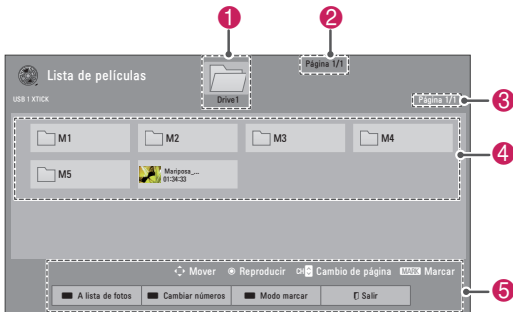 1
2
Página 1/1
Lista de películas
USB 1 XTICK
Drive1
Página 1/1
3
M1
M2
M3
M4
4
M5
Mariposa_...
01:34:33
Mover
Reproducir
CH
Cambio de página
MARK
Marcar
5
A lista de fotos
Cambiar números
Modo marcar
Salir